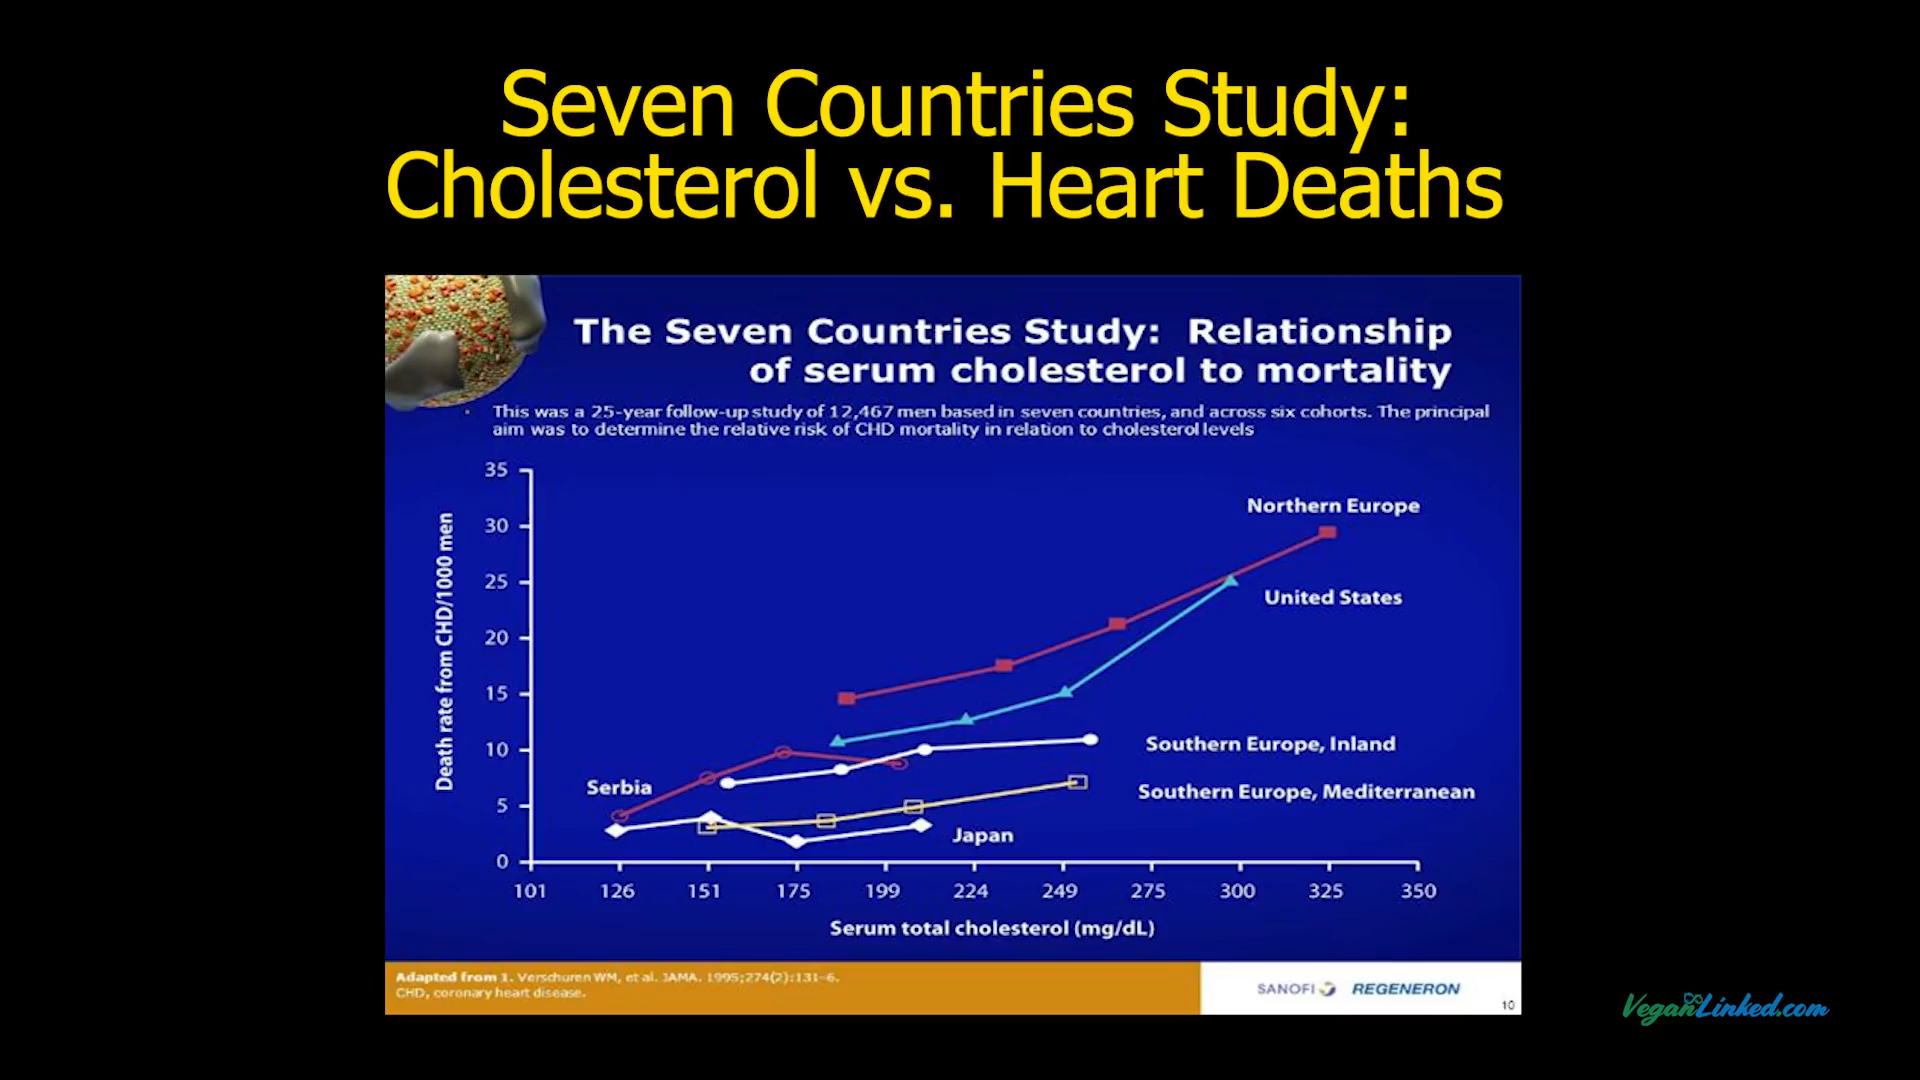 Seven Countries Study:
Cholesterol vs. Heart Deaths
The Seven Countries Study: Relationship
of serum cholesterol to mortality
This was a 25-year follow-up study of 12,467 men based in seven countries, and across six cohorts. The principal
aim was to determine the relative risk of CHD mortality in relation to cholesterol levels
Death rate from CHD/1000 men
35
30
25
20
15
10
5
0
Northern Europe
United States
Southern Europe, Inland
Serbia
Southern Europe, Mediterranean
Japan
101 126 151 175 199 224 249 275 300 325 350
Serum total cholesterol (mg/dL)
Adapted from 1. Verschuren WM, et al. JAMA. 1995;274(2):131–6.
CHD, coronary heart disease.
SANOFI REGENERON
10
VeganLinked.com